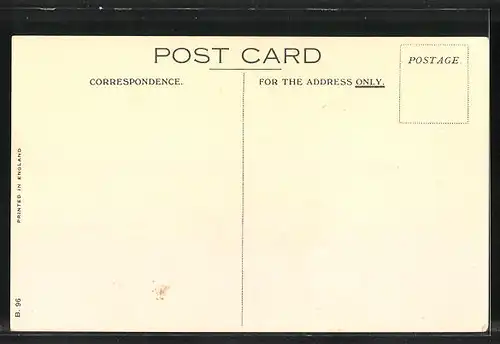 POST CARD
CORRESPONDENCE.
FOR THE ADDRESS ONLY.
POSTAGE.
PRINTED IN ENGLAND
B. 96